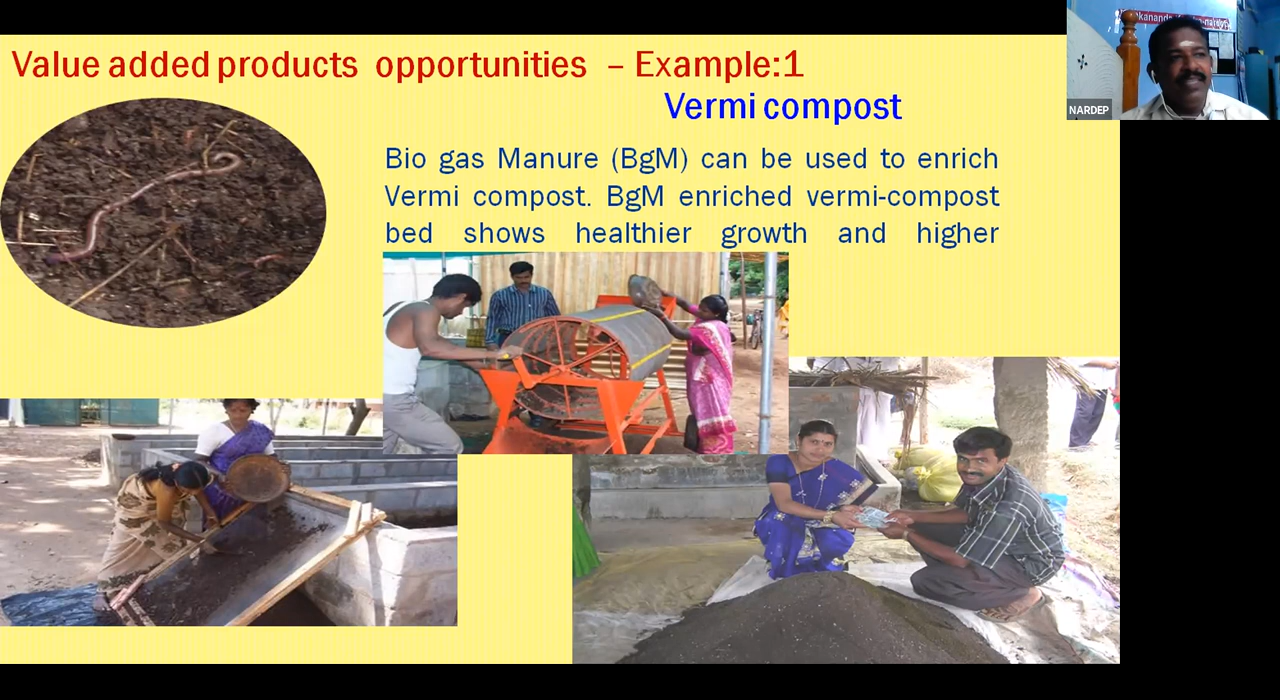 Value added products opportunities – Example:1
Vermi compost
Bio gas Manure (BgM) can be used to enrich
Vermi compost. BgM enriched vermi-compost
bed shows healthier growth and higher
NARDEP